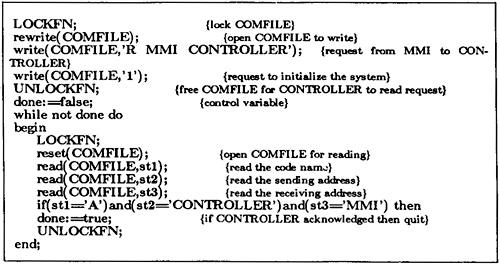 LOCKFN; {lock COMFILE}
rewrite(COMFILE); {open COMFILE to write}
write(COMFILE,'R MMI CONTROLLER'); {request from MMI to CON-
TROLLER}
write(COMFILE,'1'); {request to initialize the system}
UNLOCKFN; {free COMFILE for CONTROLLER to read request}
done:=false; {control variable}
while not done do
begin
LOCKFN;
reset(COMFILE); {open COMFILE for reading}
read(COMFILE,st1); {read the code name}
read(COMFILE,st2); {read the sending address}
read(COMFILE,st3); {read the receiving address}
if(st1='A')and(st2='CONTROLLER')and(st3='MMI') then
done:=true; {if CONTROLLER acknowledged then quit}
UNLOCKFN;
end;